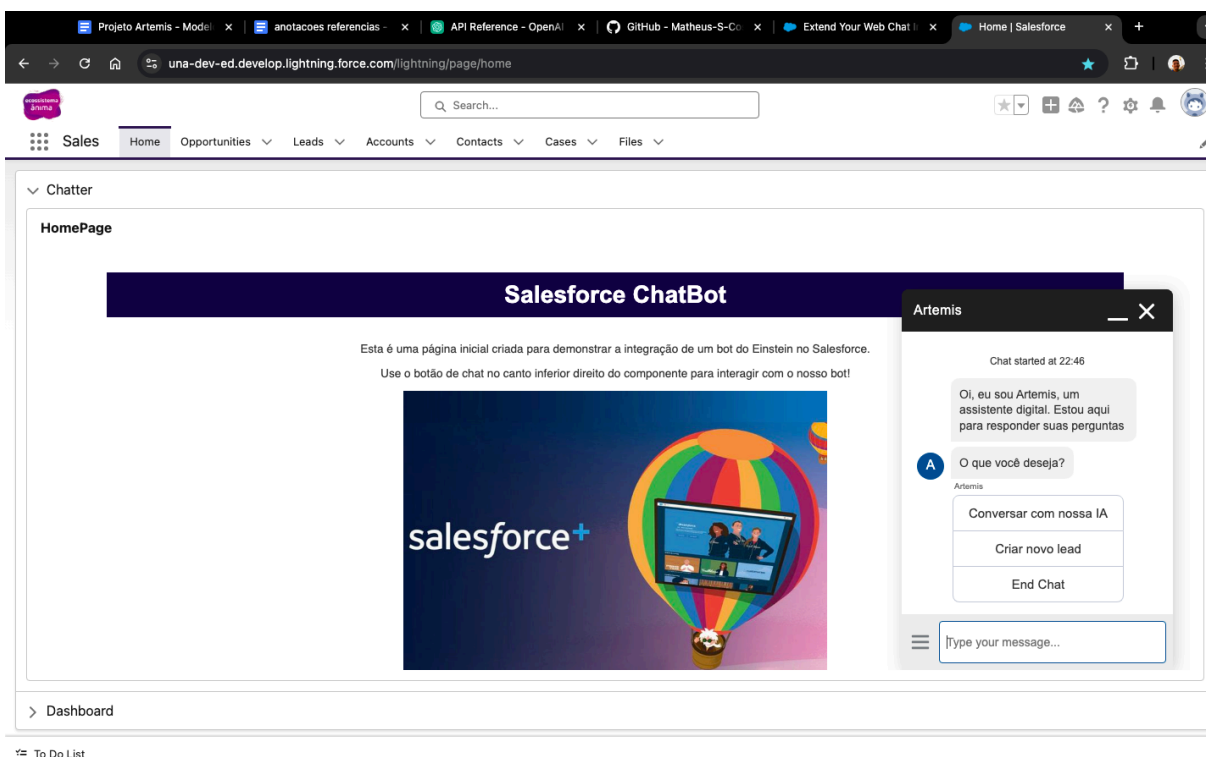 Projeto Artemis - Model
anotacoes referencias -
API Reference - OpenAI
GitHub - Matheus-S-Co
Extend Your Web Chat I
Home | Salesforce
una-dev-ed.develop.lightning.force.com/lightning/page/home
ecossistema
ânima
Search...
Sales
Home
Opportunities
Leads
Accounts
Contacts
Cases
Files
Chatter
HomePage
Salesforce ChatBot
Esta é uma página inicial criada para demonstrar a integração de um bot do Einstein no Salesforce.
Use o botão de chat no canto inferior direito do componente para interagir com o nosso bot!
salesforce+
Artemis
Chat started at 22:46
Oi, eu sou Artemis, um
assistente digital. Estou aqui
para responder suas perguntas
A
O que você deseja?
Artemis
Conversar com nossa IA
Criar novo lead
End Chat
Type your message...
Dashboard
To Do List